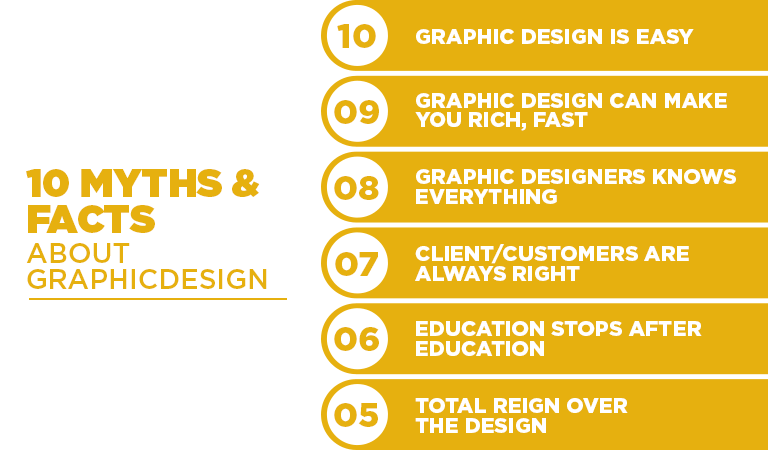 10 MYTHS &
FACTS
ABOUT
GRAPHICDESIGN
10
GRAPHIC DESIGN IS EASY
09
GRAPHIC DESIGN CAN MAKE
YOU RICH, FAST
08
GRAPHIC DESIGNERS KNOWS
EVERYTHING
07
CLIENT/CUSTOMERS ARE
ALWAYS RIGHT
06
EDUCATION STOPS AFTER
EDUCATION
05
TOTAL REIGN OVER
THE DESIGN